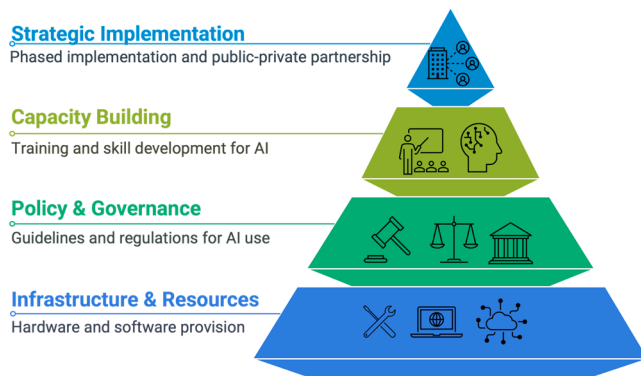 Strategic Implementation
Phased implementation and public-private partnership
Capacity Building
Training and skill development for AI
Policy & Governance
Guidelines and regulations for AI use
Infrastructure & Resources
Hardware and software provision